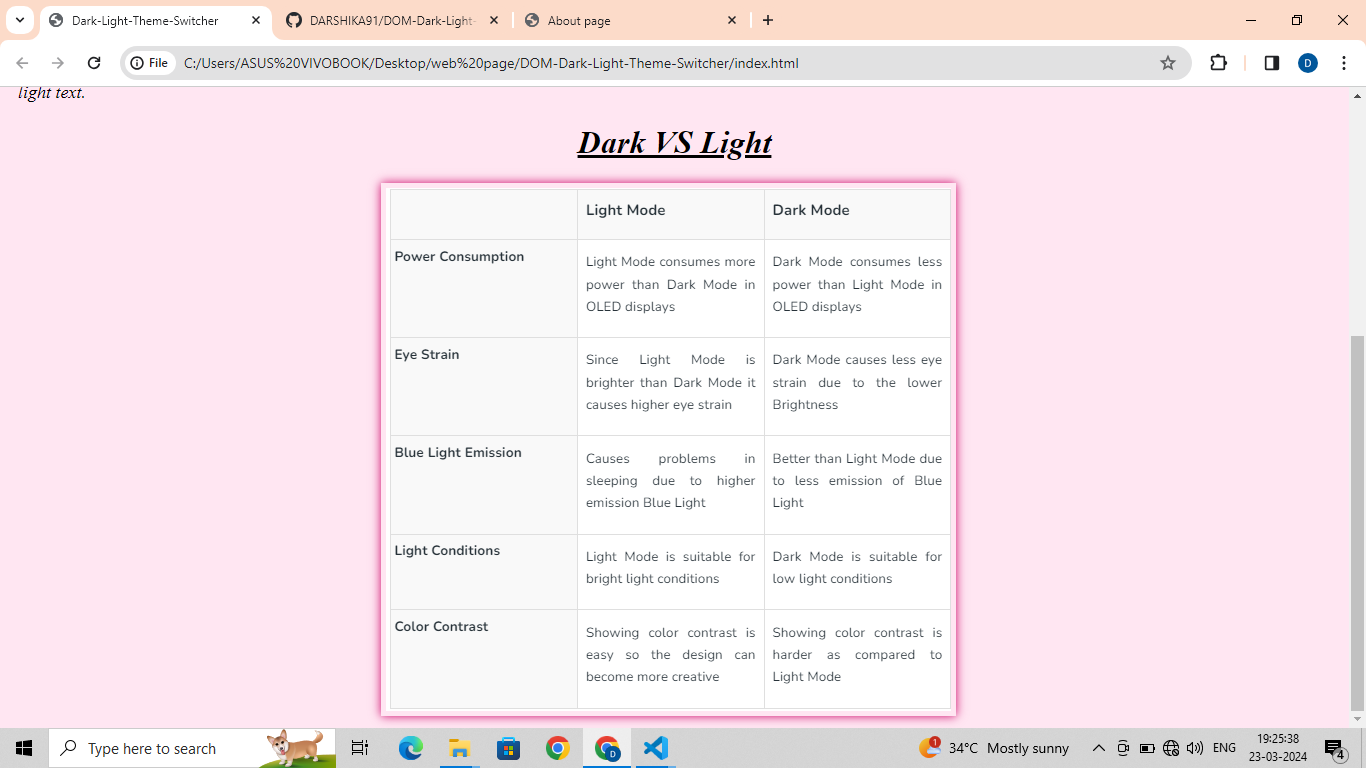 Dark-Light-Theme-Switcher
DARSHIKA91/DOM-Dark-Light-
About page
File
C:/Users/ASUS%20VIVOBOOK/Desktop/web%20page/DOM-Dark-Light-Theme-Switcher/index.html
D
light text.
Dark VS Light
Light Mode
Dark Mode
Power Consumption
Light Mode consumes more
power than Dark Mode in
OLED displays
Dark Mode consumes less
power than Light Mode in
OLED displays
Eye Strain
Since Light Mode is
brighter than Dark Mode it
causes higher eye strain
Dark Mode causes less eye
strain due to the lower
Brightness
Blue Light Emission
Causes problems in
sleeping due to higher
emission Blue Light
Better than Light Mode due
to less emission of Blue
Light
Light Conditions
Light Mode is suitable for
bright light conditions
Dark Mode is suitable for
low light conditions
Color Contrast
Showing color contrast is
easy so the design can
become more creative
Showing color contrast is
harder as compared to
Light Mode
Type here to search
D
1
34°C Mostly sunny
ENG
19:25:38
23-03-2024
4